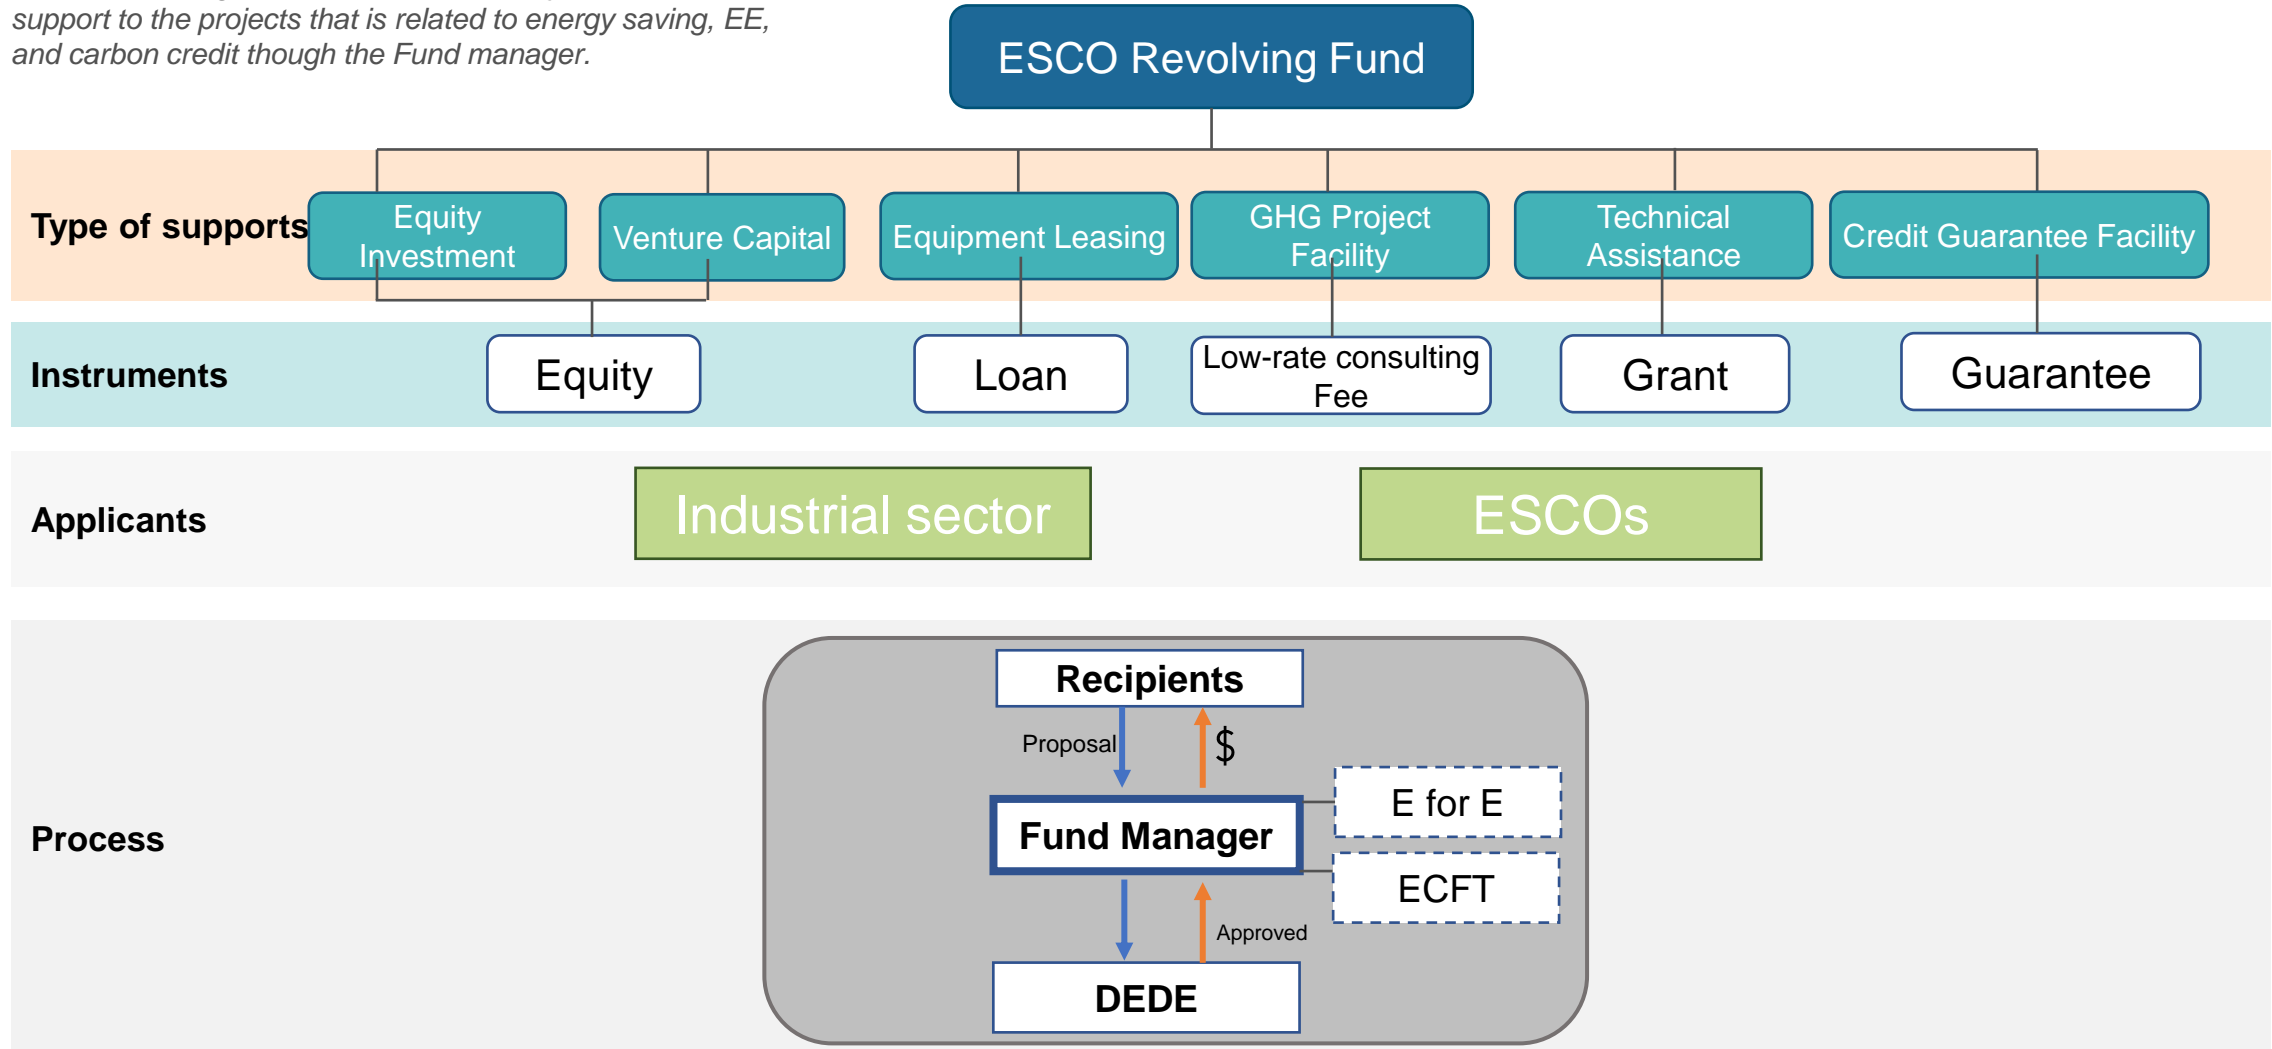 support to the projects that is related to energy saving, EE,
and carbon credit though the Fund manager.
ESCO Revolving Fund
Type of supports
Equity
Investment
Venture Capital
Equipment Leasing
GHG Project
Facility
Technical
Assistance
Credit Guarantee Facility
Instruments
Equity
Loan
Low-rate consulting
Fee
Grant
Guarantee
Applicants
Industrial sector
ESCOs
Process
Recipients
Proposal
$
Fund Manager
E for E
ECFT
Approved
DEDE